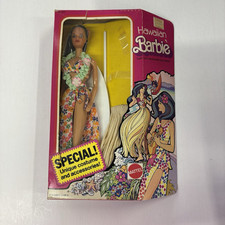 Hawaiian
Barbie
SPECIAL!
Unique costume
and accessories!
MATTEL